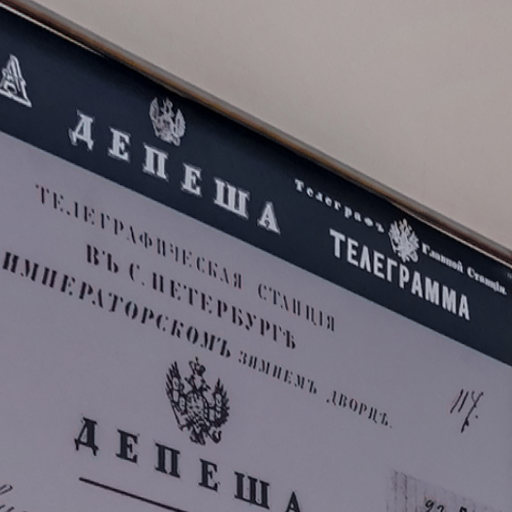 А
ДЕПЕША
Телеграфъ Главной Станціи
ТЕЛЕГРАММА
ТЕЛЕГРАФИЧЕСКАЯ СТАНЦІЯ
ВЪ С. ПЕТЕРБУРГѢ
ИМПЕРАТОРСКОМЪ ЗИМНЕМЪ ДВОРЦѢ.
117.
ДЕПЕША